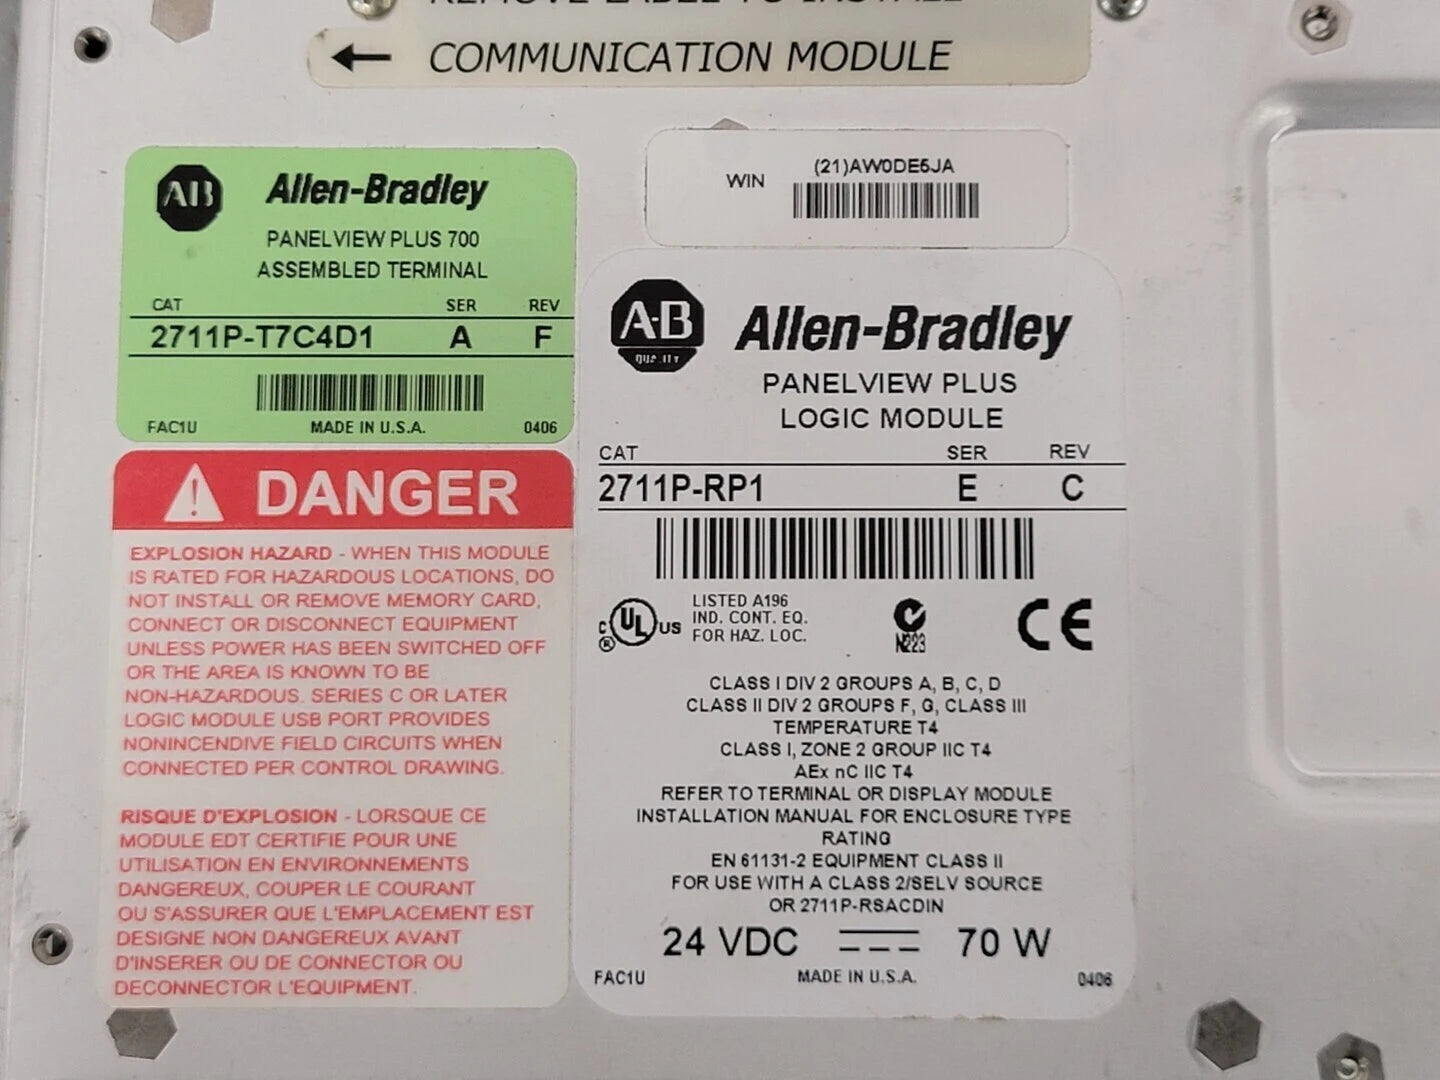 REMOVE LABEL TO INSTALL
← COMMUNICATION MODULE
AB Allen-Bradley
PANELVIEW PLUS 700
ASSEMBLED TERMINAL
CAT SER REV
2711P-T7C4D1 A F
FAC1U MADE IN U.S.A. 0406
DANGER
EXPLOSION HAZARD - WHEN THIS MODULE
IS RATED FOR HAZARDOUS LOCATIONS, DO
NOT INSTALL OR REMOVE MEMORY CARD,
CONNECT OR DISCONNECT EQUIPMENT
UNLESS POWER HAS BEEN SWITCHED OFF
OR THE AREA IS KNOWN TO BE
NON-HAZARDOUS. SERIES C OR LATER
LOGIC MODULE USB PORT PROVIDES
NONINCENDIVE FIELD CIRCUITS WHEN
CONNECTED PER CONTROL DRAWING.
RISQUE D'EXPLOSION - LORSQUE CE
MODULE EDT CERTIFIE POUR UNE
UTILISATION EN ENVIRONNEMENTS
DANGEREUX, COUPER LE COURANT
OU S'ASSURER QUE L'EMPLACEMENT EST
DESIGNE NON DANGEREUX AVANT
D'INSERER OU DE CONNECTOR OU
DECONNECTOR L'EQUIPMENT.
WIN (21)AW0DE5JA
A-B QUALITY Allen-Bradley
PANELVIEW PLUS
LOGIC MODULE
CAT SER REV
2711P-RP1 E C
c UL US ®
LISTED A196
IND. CONT. EQ.
FOR HAZ. LOC.
N223
CE
CLASS I DIV 2 GROUPS A, B, C, D
CLASS II DIV 2 GROUPS F, G, CLASS III
TEMPERATURE T4
CLASS I, ZONE 2 GROUP IIC T4
AEx nC IIC T4
REFER TO TERMINAL OR DISPLAY MODULE
INSTALLATION MANUAL FOR ENCLOSURE TYPE
RATING
EN 61131-2 EQUIPMENT CLASS II
FOR USE WITH A CLASS 2/SELV SOURCE
OR 2711P-RSACDIN
24 VDC 70 W
FAC1U MADE IN U.S.A. 0406